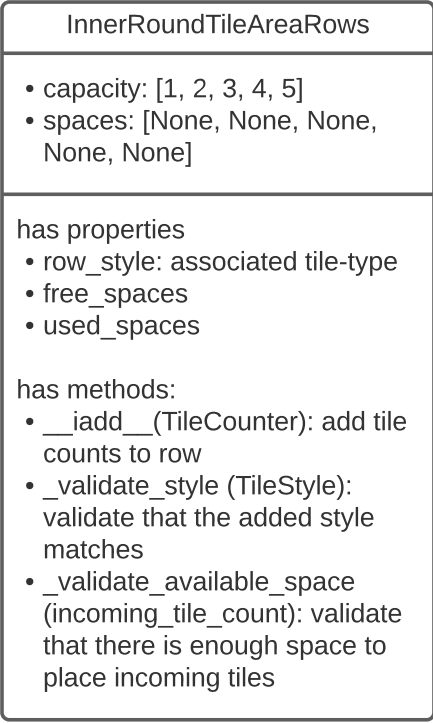 InnerRoundTileAreaRows
• capacity: [1, 2, 3, 4, 5]
• spaces: [None, None, None,
None, None]
has properties
• row_style: associated tile-type
• free_spaces
• used_spaces
has methods:
• __iadd__(TileCounter): add tile
counts to row
• _validate_style (TileStyle):
validate that the added style
matches
• _validate_available_space
(incoming_tile_count): validate
that there is enough space to
place incoming tiles